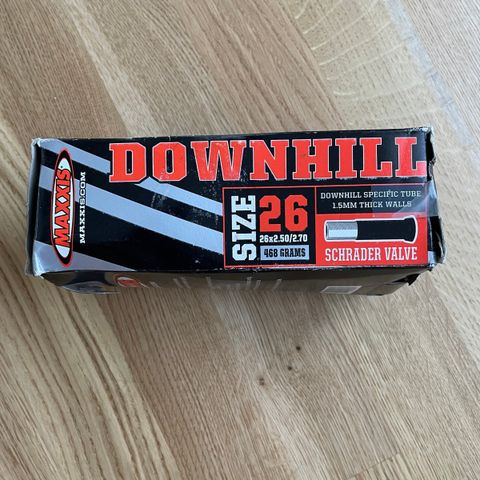 DOWNHILL
MAXXIS
MAXXIS.COM
SIZE
26
26x2.50/2.70
468 GRAMS
DOWNHILL SPECIFIC TUBE
1.5MM THICK WALLS
SCHRADER VALVE